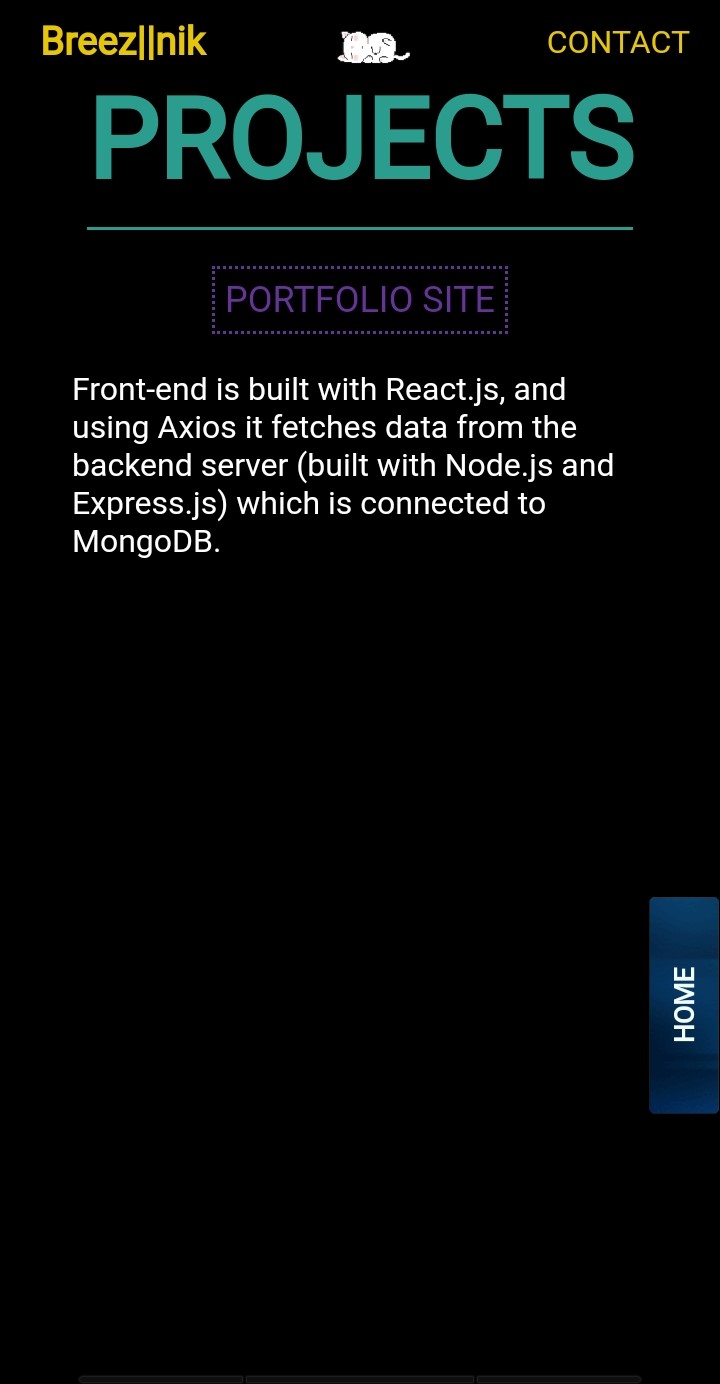 Breez||nik
CONTACT
PROJECTS
PORTFOLIO SITE
Front-end is built with React.js, and
using Axios it fetches data from the
backend server (built with Node.js and
Express.js) which is connected to
MongoDB.
HOME